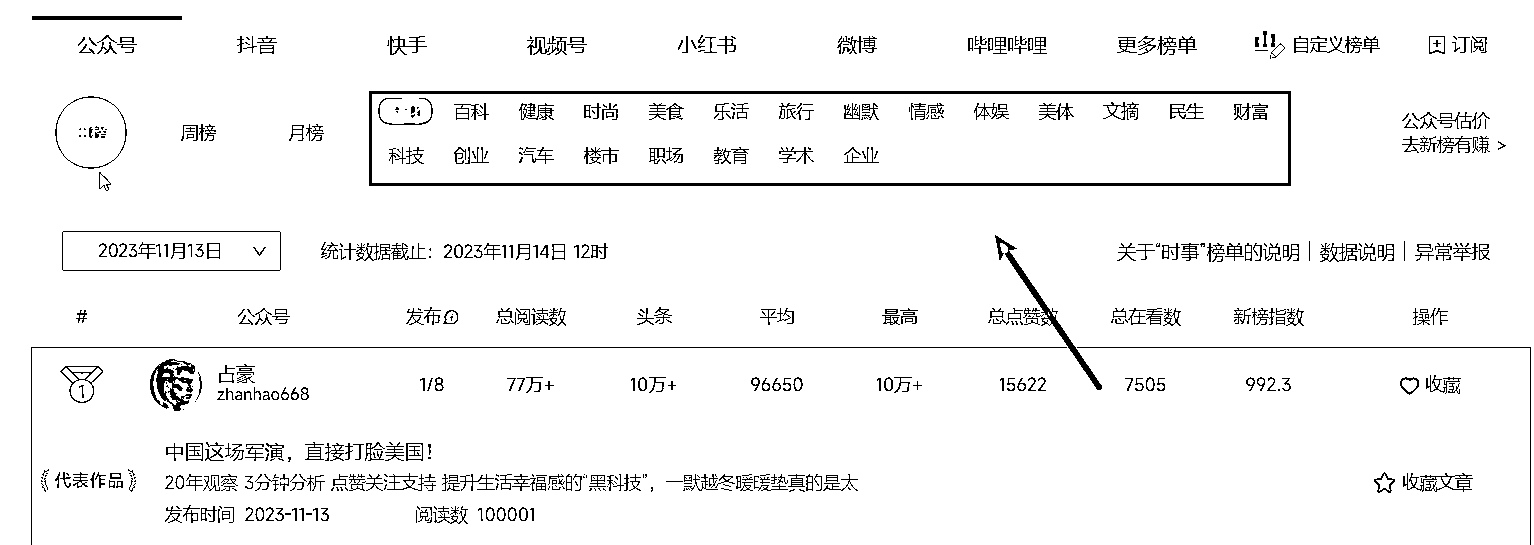 公众号 抖音 快手 视频号 小红书 微博 哔哩哔哩 更多榜单 自定义榜单 订阅
周榜 月榜
百科 健康 时尚 美食 乐活 旅行 幽默 情感 体娱 美体 文摘 民生 财富
科技 创业 汽车 楼市 职场 教育 学术 企业
公众号估价
去新榜有赚 >
2023年11月13日 统计数据截止：2023年11月14日 12时 关于“时事”榜单的说明 | 数据说明 | 异常举报
# 公众号 发布 总阅读数 头条 平均 最高 总点赞数 总在看数 新榜指数 操作
1 占豪 1/8 77万+ 10万+ 96650 10万+ 15622 7505 992.3 收藏
zhanhao668
中国这场军演，直接打脸美国！
代表作品 20年观察 3分钟分析 点赞关注支持 提升生活幸福感的“黑科技”，一默越冬暖暖垫真的是太 收藏文章
发布时间 2023-11-13 阅读数 100001